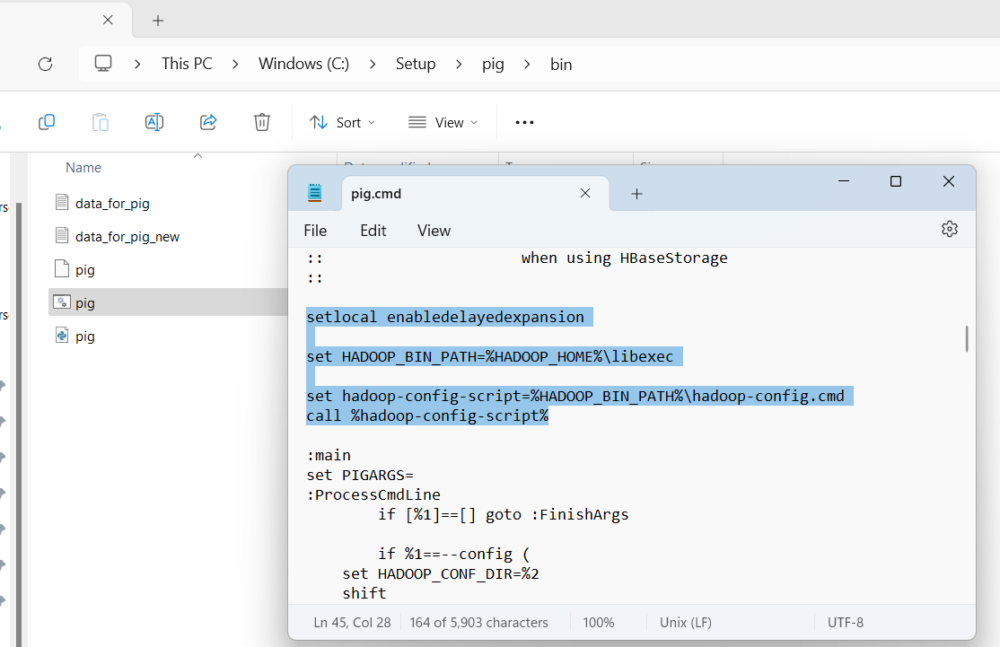 This PC > Windows (C:) > Setup > pig > bin
Sort View
Name
data_for_pig
data_for_pig_new
pig
pig
pig
pig.cmd
File Edit View
:: when using HBaseStorage
::
setlocal enabledelayedexpansion
set HADOOP_BIN_PATH=%HADOOP_HOME%\libexec
set hadoop-config-script=%HADOOP_BIN_PATH%\hadoop-config.cmd
call %hadoop-config-script%
:main
set PIGARGS=
:ProcessCmdLine
if [%1]==[] goto :FinishArgs
if %1==--config (
set HADOOP_CONF_DIR=%2
shift
Ln 45, Col 28 164 of 5,903 characters 100% Unix (LF) UTF-8